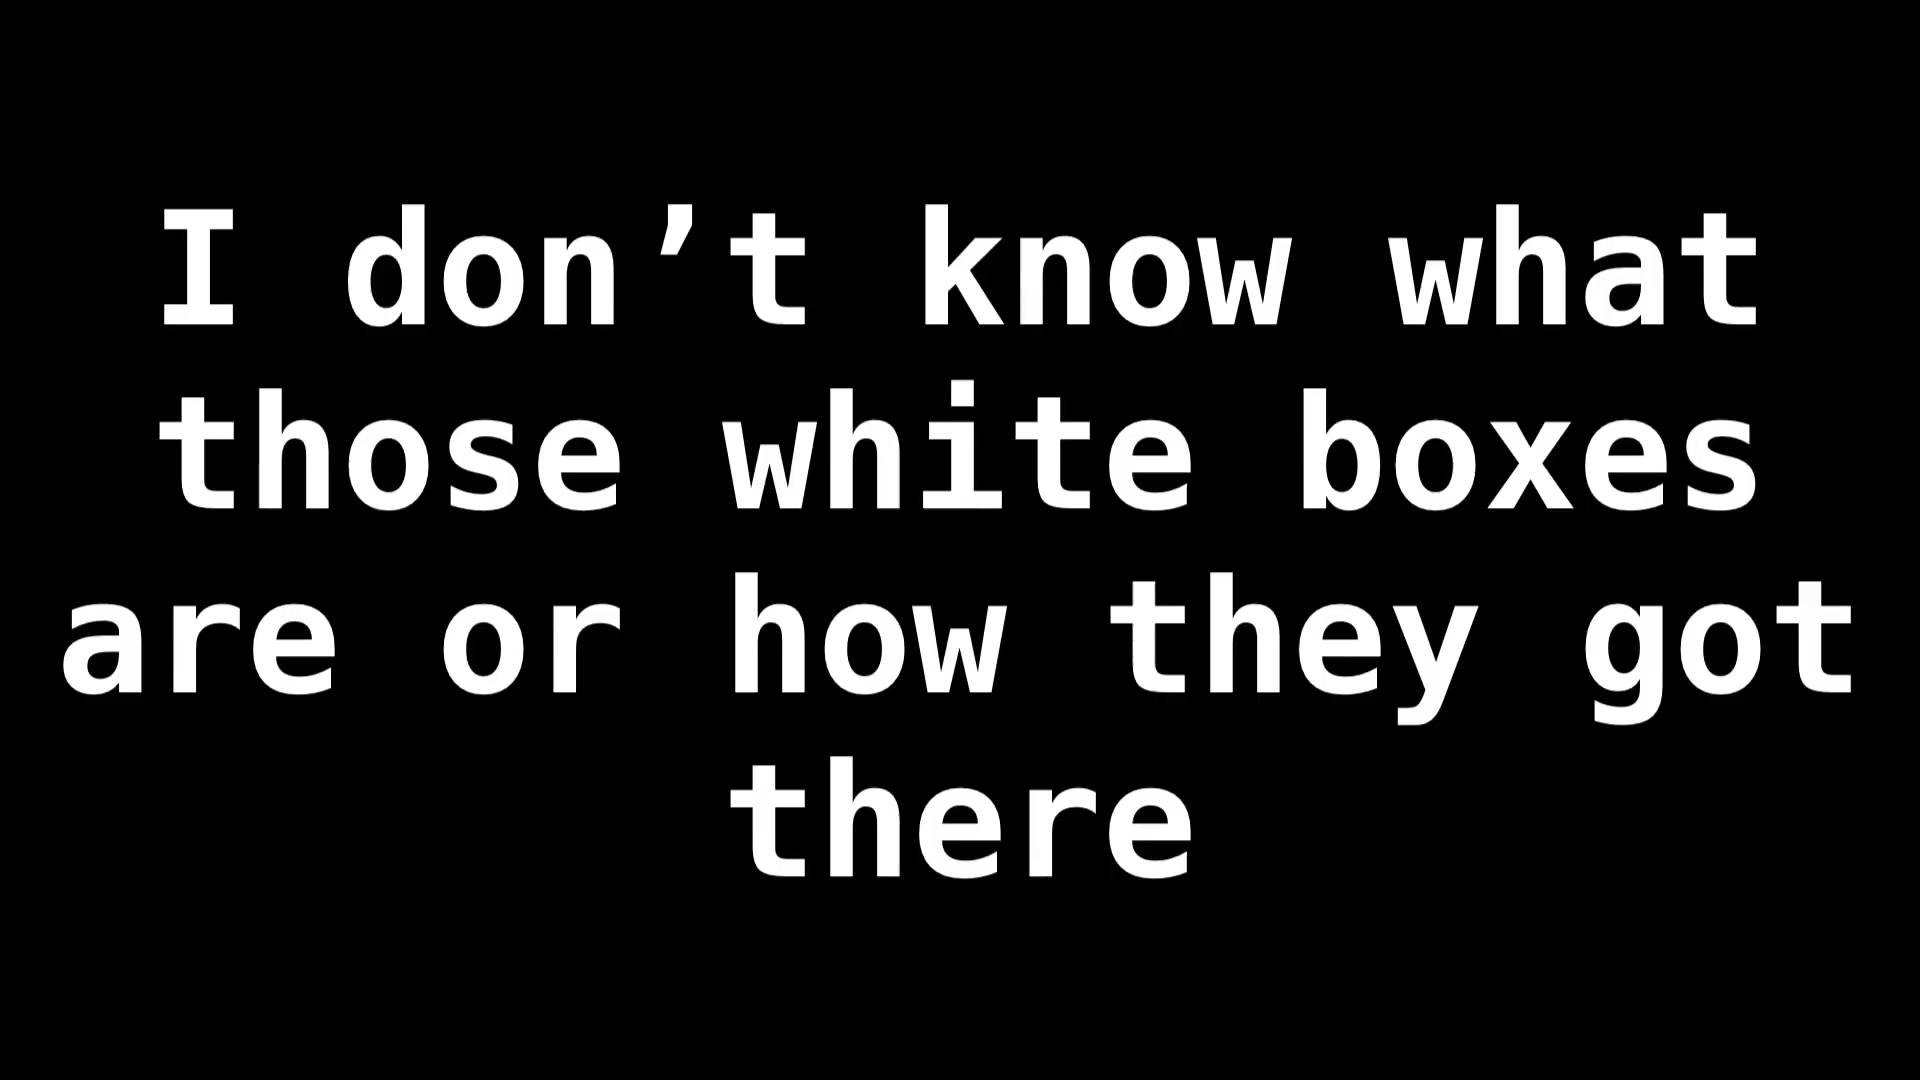 I don’t know what
those white boxes
are or how they got
there